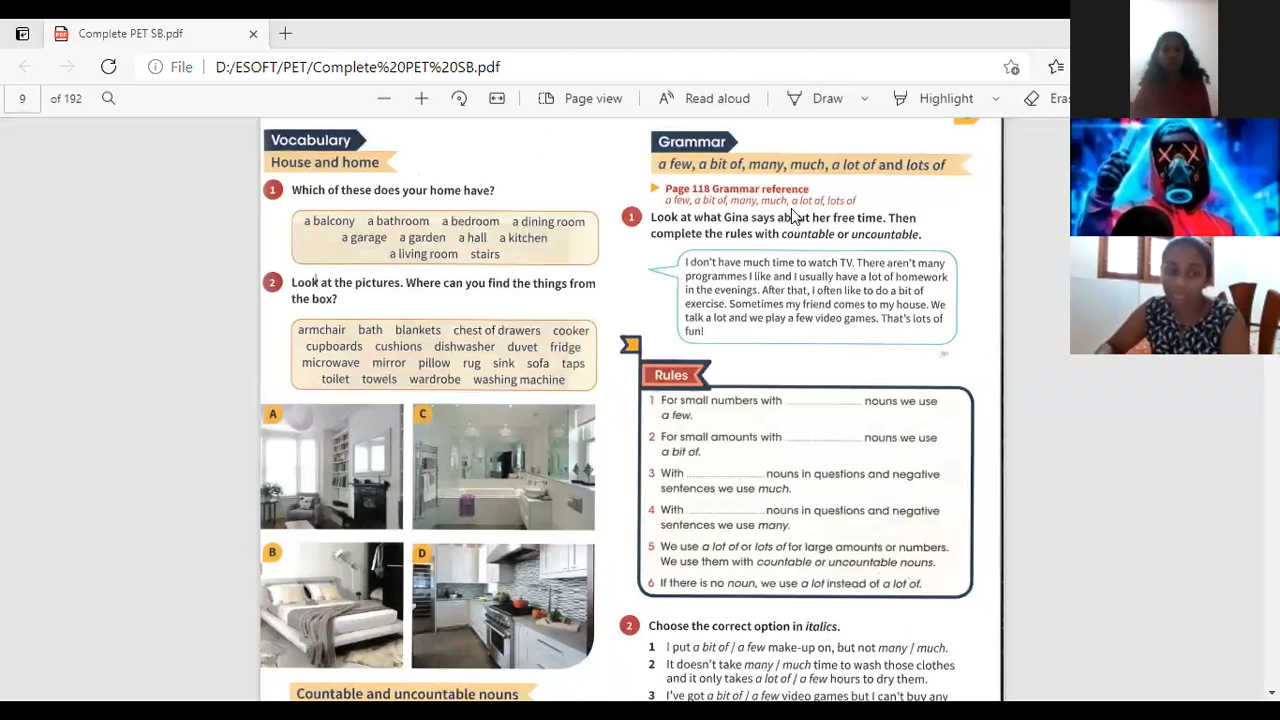 Complete PET SB.pdf
File
D:/ESOFT/PET/Complete%20PET%20SB.pdf
9
of 192
Page view
Read aloud
Draw
Highlight
Eras
Vocabulary
House and home
1 Which of these does your home have?
a balcony a bathroom a bedroom a dining room
a garage a garden a hall a kitchen
a living room stairs
2 Look at the pictures. Where can you find the things from
the box?
armchair bath blankets chest of drawers cooker
cupboards cushions dishwasher duvet fridge
microwave mirror pillow rug sink sofa taps
toilet towels wardrobe washing machine
A
C
B
D
Countable and uncountable nouns
Grammar
a few, a bit of, many, much, a lot of and lots of
Page 118 Grammar reference
a few, a bit of, many, much, a lot of, lots of
1 Look at what Gina says about her free time. Then
complete the rules with countable or uncountable.
I don't have much time to watch TV. There aren't many
programmes I like and I usually have a lot of homework
in the evenings. After that, I often like to do a bit of
exercise. Sometimes my friend comes to my house. We
talk a lot and we play a few video games. That's lots of
fun!
Rules
1 For small numbers with .................... nouns we use
a few.
2 For small amounts with .................... nouns we use
a bit of.
3 With .................... nouns in questions and negative
sentences we use much.
4 With .................... nouns in questions and negative
sentences we use many.
5 We use a lot of or lots of for large amounts or numbers.
We use them with countable or uncountable nouns.
6 If there is no noun, we use a lot instead of a lot of.
2 Choose the correct option in italics.
1 I put a bit of / a few make-up on, but not many / much.
2 It doesn't take many / much time to wash those clothes
and it only takes a lot of / a few hours to dry them.
3 I've got a bit of / a few video games but I can't buy any